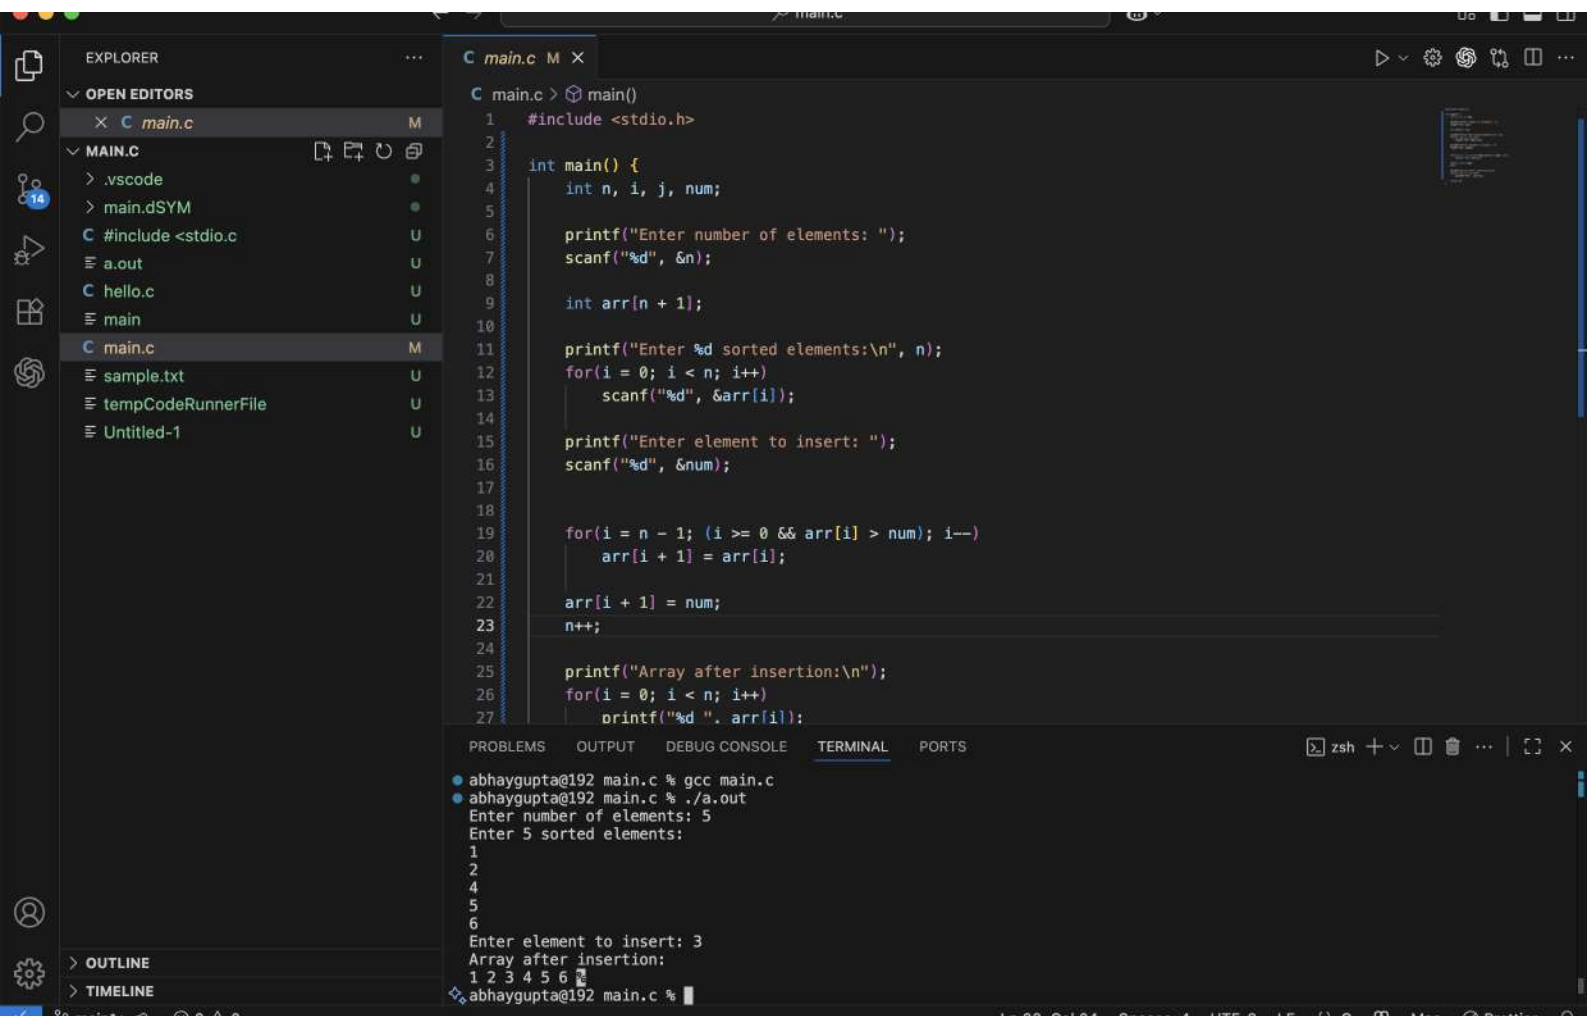 main.c
EXPLORER
OPEN EDITORS
C main.c M
MAIN.C
.vscode
main.dSYM
C #include <stdio.c U
a.out U
C hello.c U
main U
C main.c M
sample.txt U
tempCodeRunnerFile U
Untitled-1 U
OUTLINE
TIMELINE
14
C main.c M
C main.c > main()
1 #include <stdio.h>
2
3 int main() {
4 int n, i, j, num;
5
6 printf("Enter number of elements: ");
7 scanf("%d", &n);
8
9 int arr[n + 1];
10
11 printf("Enter %d sorted elements:\n", n);
12 for(i = 0; i < n; i++)
13 scanf("%d", &arr[i]);
14
15 printf("Enter element to insert: ");
16 scanf("%d", &num);
17
18
19 for(i = n - 1; (i >= 0 && arr[i] > num); i--)
20 arr[i + 1] = arr[i];
21
22 arr[i + 1] = num;
23 n++;
24
25 printf("Array after insertion:\n");
26 for(i = 0; i < n; i++)
27 printf("%d ", arr[i]);
PROBLEMS OUTPUT DEBUG CONSOLE TERMINAL PORTS zsh
abhaygupta@192 main.c % gcc main.c
abhaygupta@192 main.c % ./a.out
Enter number of elements: 5
Enter 5 sorted elements:
1
2
4
5
6
Enter element to insert: 3
Array after insertion:
1 2 3 4 5 6 %
abhaygupta@192 main.c %